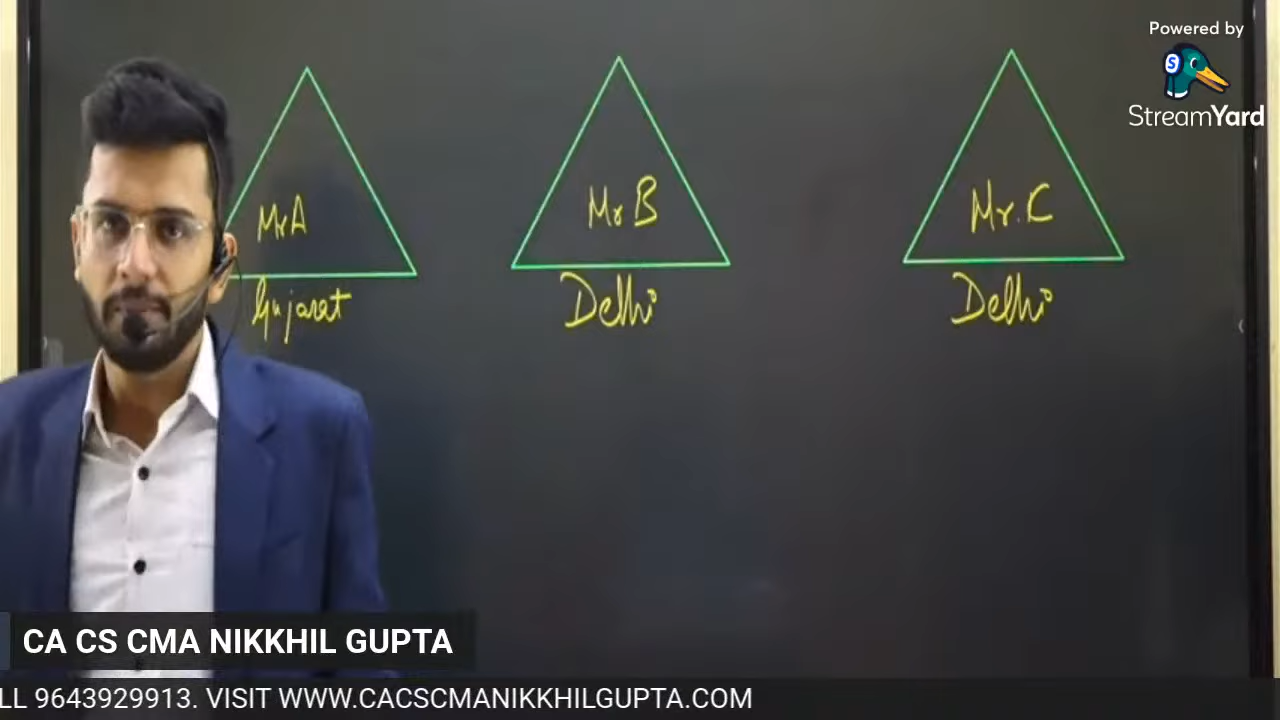 Powered by
StreamYard
Mr A
Gujarat
Mr B
Delhi
Mr. C
Delhi
CA CS CMA NIKKHIL GUPTA
LL 9643929913. VISIT WWW.CACSCMANIKKHILGUPTA.COM